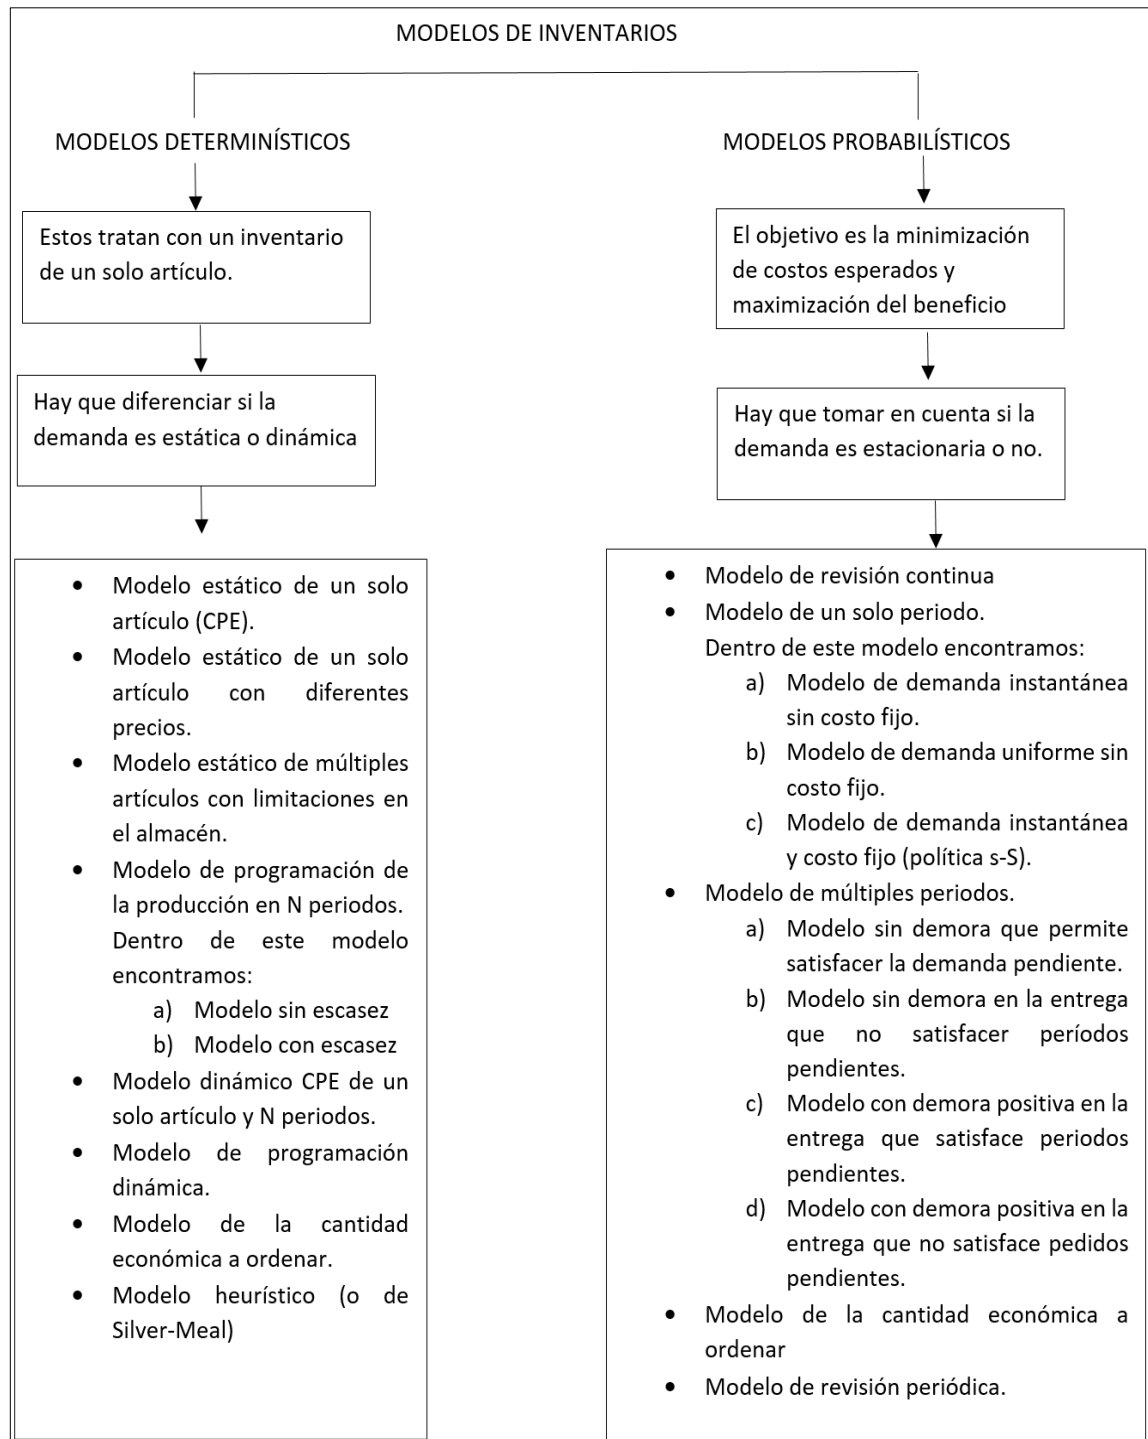 MODELOS DE INVENTARIOS
MODELOS DETERMINÍSTICOS
Estos tratan con un inventario
de un solo artículo.
Hay que diferenciar si la
demanda es estática o dinámica
• Modelo estático de un solo
artículo (CPE).
• Modelo estático de un solo
artículo con diferentes
precios.
• Modelo estático de múltiples
artículos con limitaciones en
el almacén.
• Modelo de programación de
la producción en N periodos.
Dentro de este modelo
encontramos:
a) Modelo sin escasez
b) Modelo con escasez
• Modelo dinámico CPE de un
solo artículo y N periodos.
• Modelo de programación
dinámica.
• Modelo de la cantidad
económica a ordenar.
• Modelo heurístico (o de
Silver-Meal)
MODELOS PROBABILÍSTICOS
El objetivo es la minimización
de costos esperados y
maximización del beneficio
Hay que tomar en cuenta si la
demanda es estacionaria o no.
• Modelo de revisión continua
• Modelo de un solo periodo.
Dentro de este modelo encontramos:
a) Modelo de demanda instantánea
sin costo fijo.
b) Modelo de demanda uniforme sin
costo fijo.
c) Modelo de demanda instantánea
y costo fijo (política s-S).
• Modelo de múltiples periodos.
a) Modelo sin demora que permite
satisfacer la demanda pendiente.
b) Modelo sin demora en la entrega
que no satisfacer períodos
pendientes.
c) Modelo con demora positiva en la
entrega que satisface periodos
pendientes.
d) Modelo con demora positiva en la
entrega que no satisface pedidos
pendientes.
• Modelo de la cantidad económica a
ordenar
• Modelo de revisión periódica.